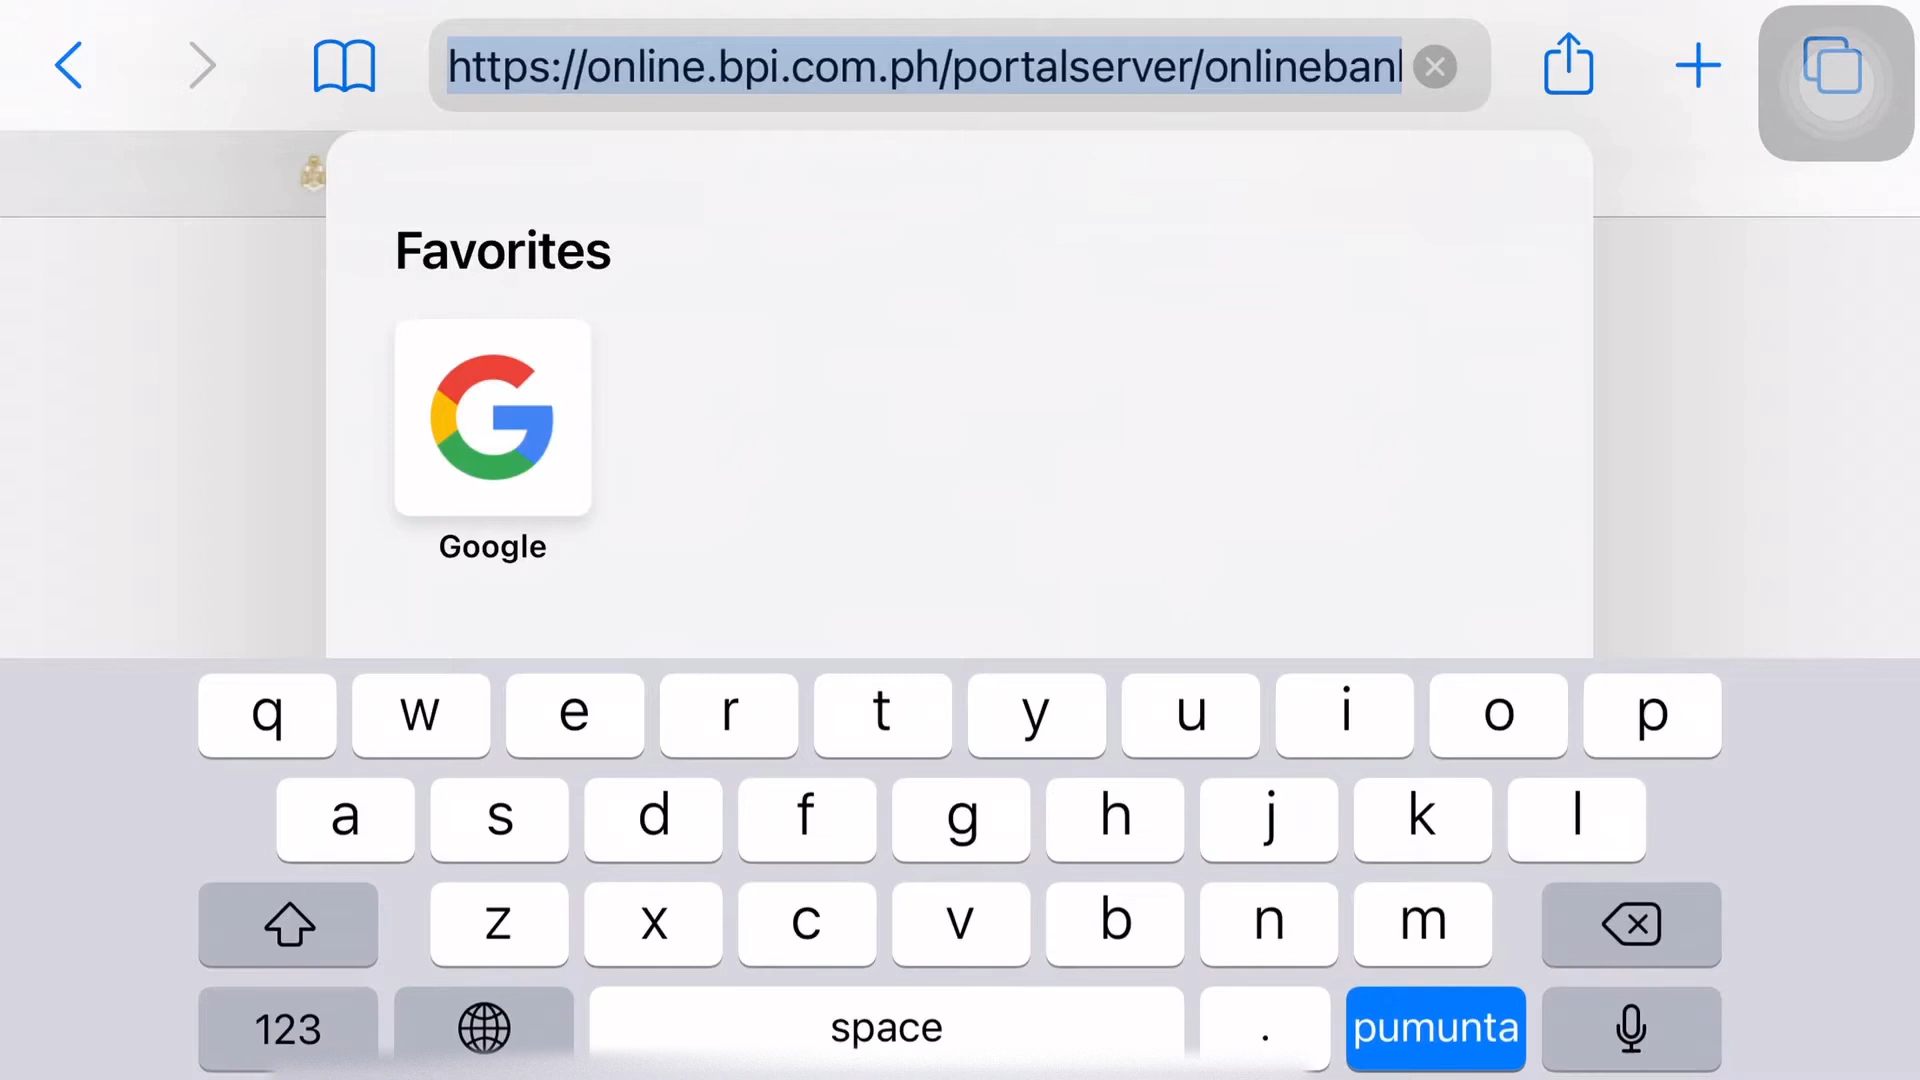 https://online.bpi.com.ph/portalserver/onlinebanl
Favorites
Google
q w e r t y u i o p
a s d f g h j k l
z x c v b n m
123 space . pumunta